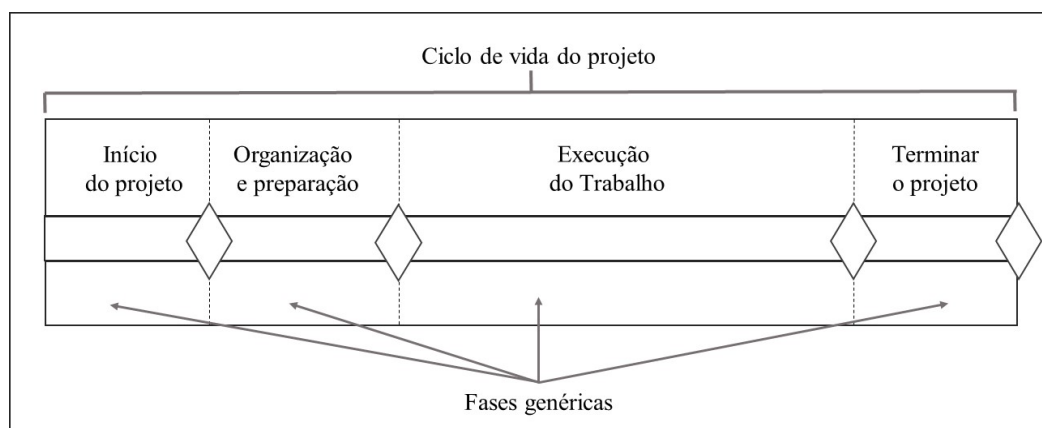 Ciclo de vida do projeto
Início
do projeto
Organização
e preparação
Execução
do Trabalho
Terminar
o projeto
Fases genéricas